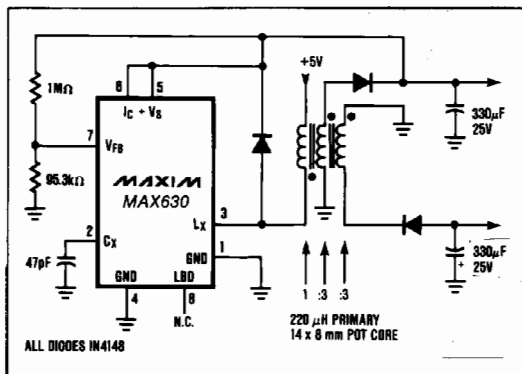 +5V
6 5
1MΩ
IC + VS
330µF
25V
7
VFB
MAXIM
MAX630
95.3kΩ
LX
3
2
CX
GND
1
47pF
330µF
+
25V
GND LBD
1 :3 :3
4 8
N.C.
220 µH PRIMARY
14 x 8 mm POT CORE
ALL DIODES IN4148